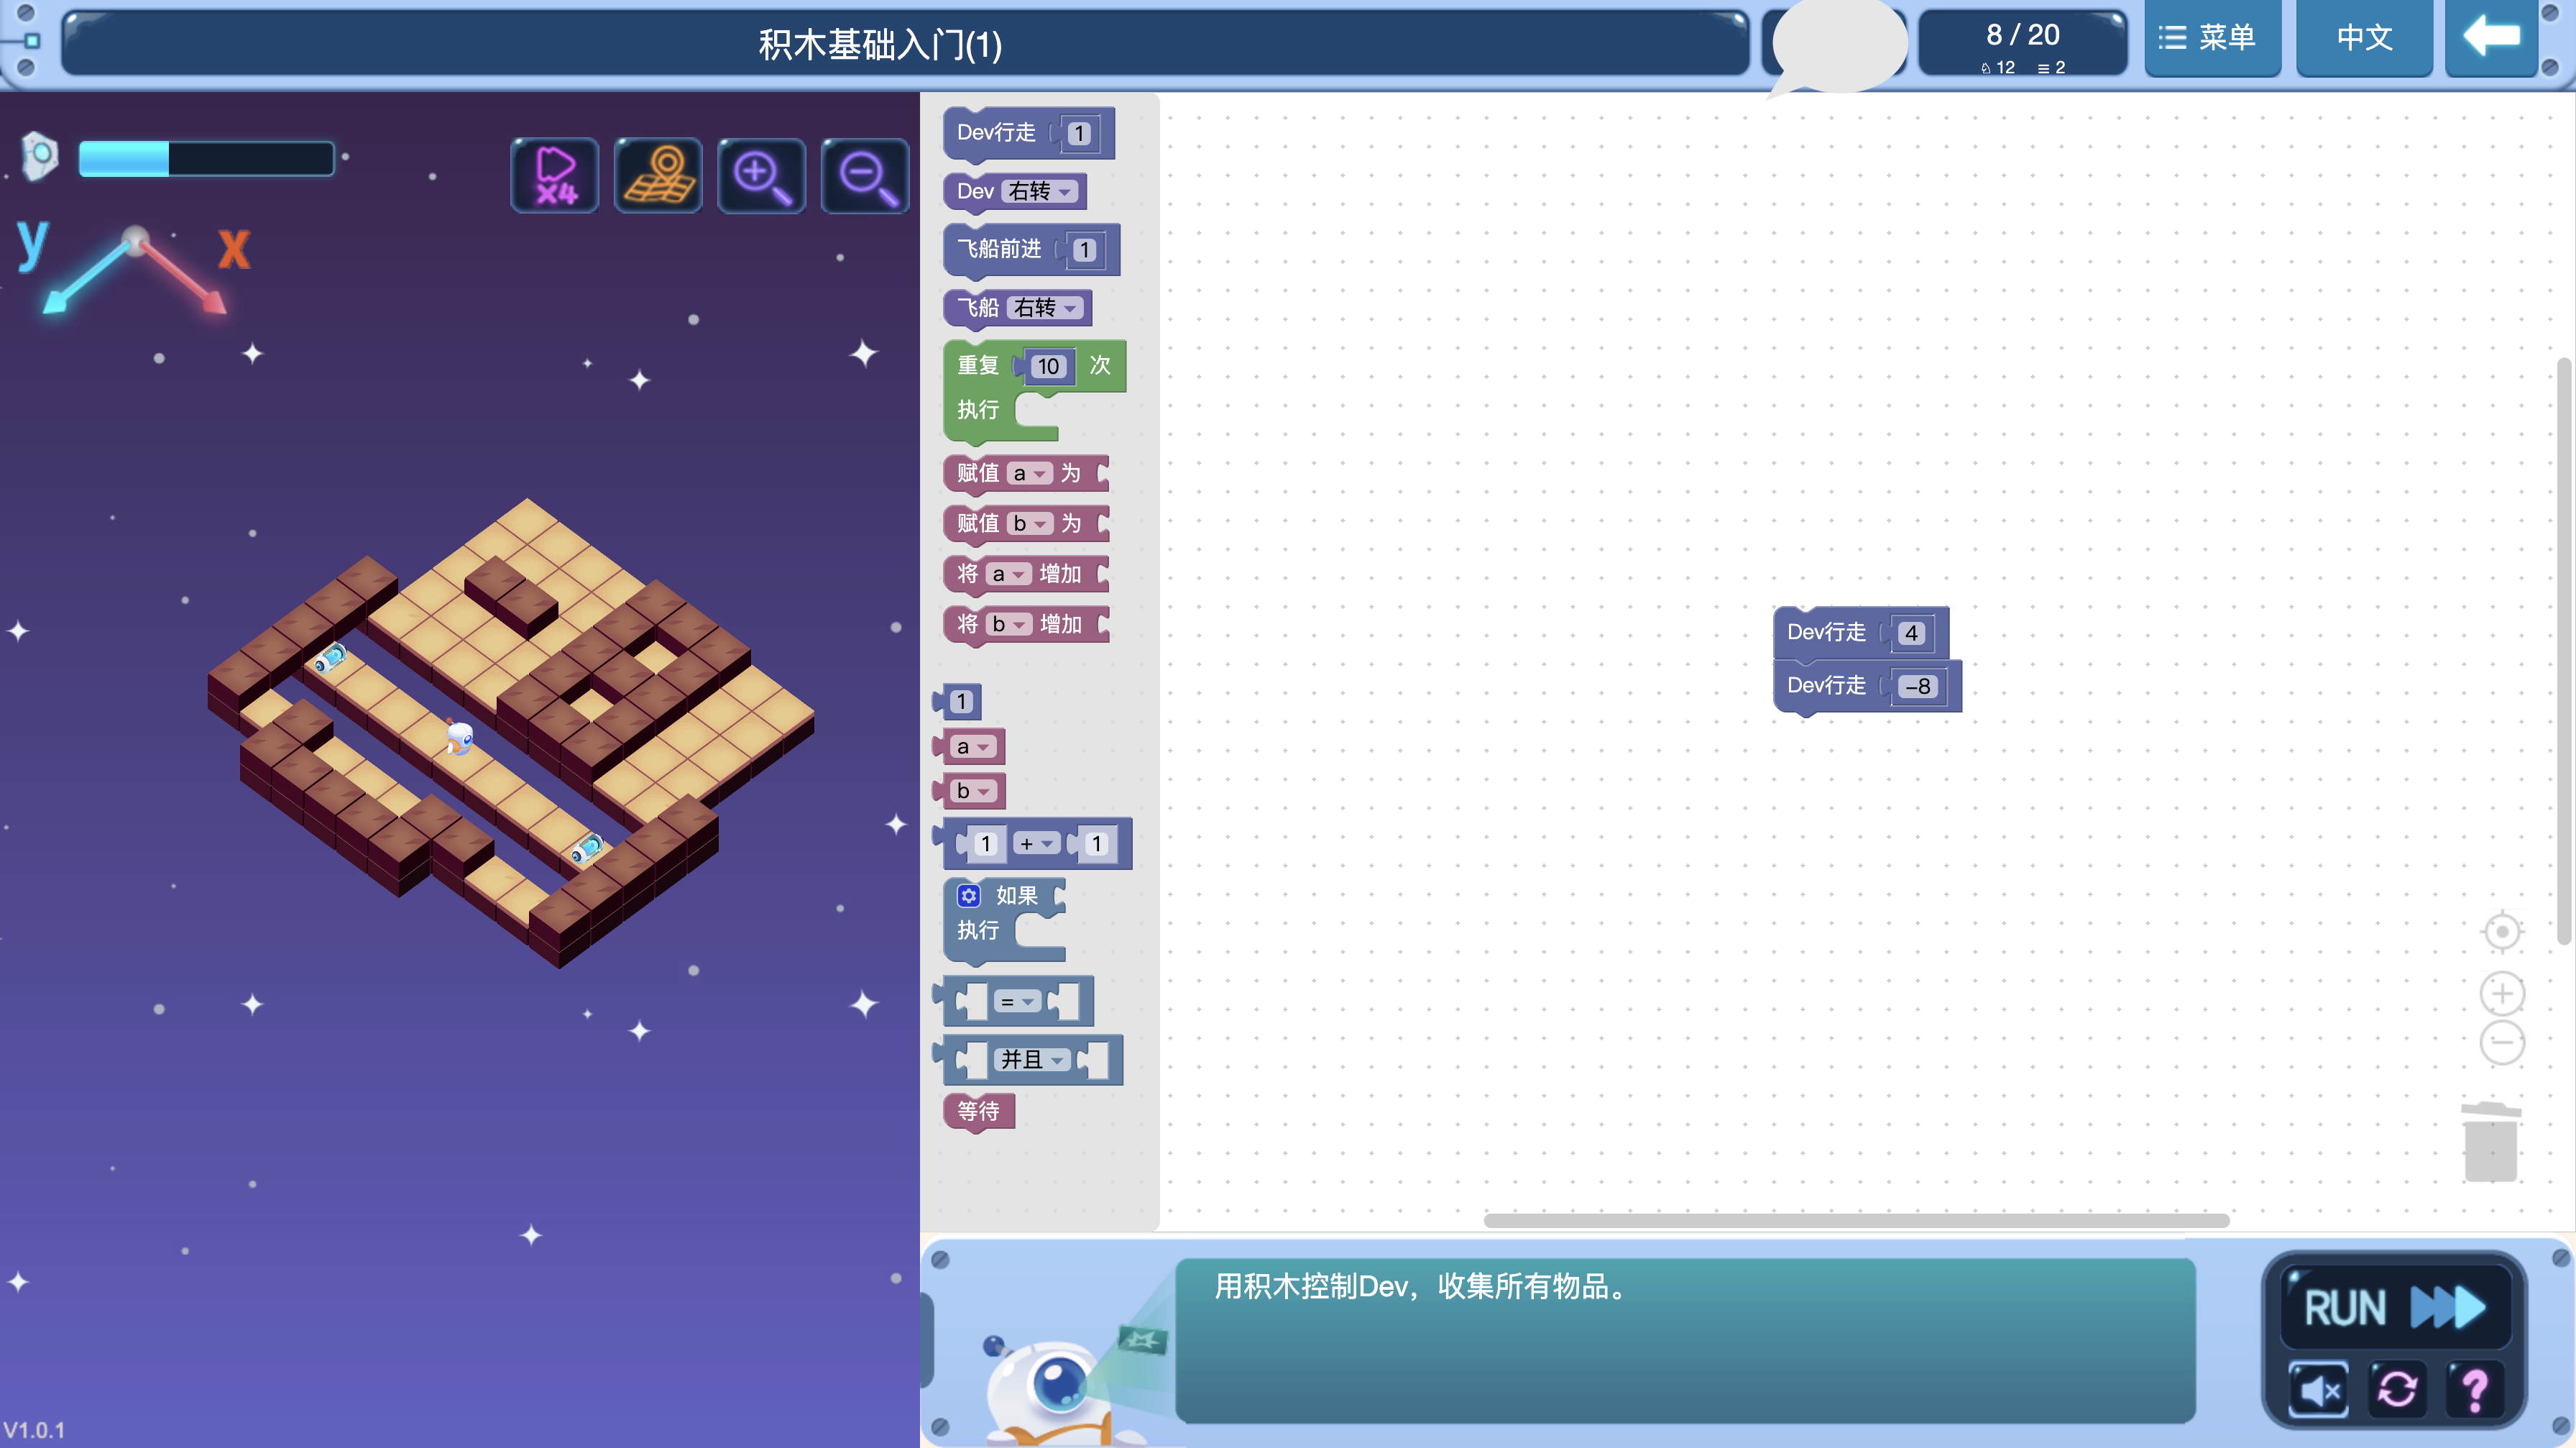 积木基础入门(1)
8 / 20
12 2
菜单
中文
X4
y
x
Dev行走 1
Dev 右转
飞船前进 1
飞船 右转
重复 10 次
执行
赋值 a 为
赋值 b 为
将 a 增加
将 b 增加
1
a
b
1 + 1
如果
执行
=
并且
等待
Dev行走 4
Dev行走 -8
用积木控制Dev，收集所有物品。
RUN
?
V1.0.1